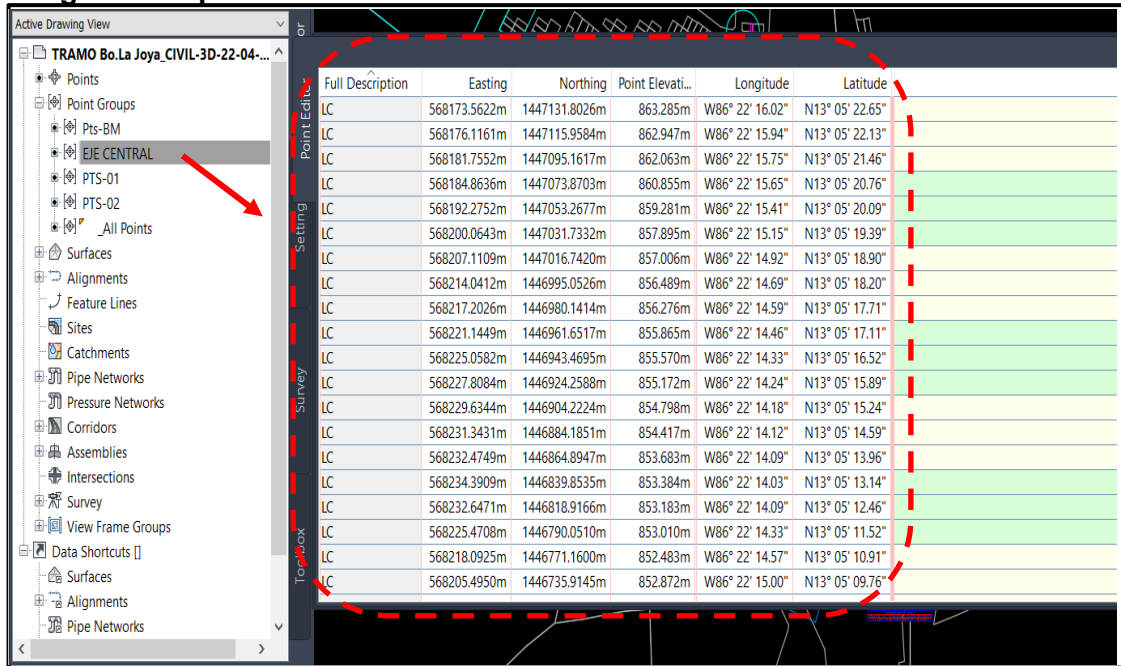 Active Drawing View
TRAMO Bo.La Joya_CIVIL-3D-22-04-...
Points
Point Groups
Pts-BM
EJE CENTRAL
PTS-01
PTS-02
_All Points
Surfaces
Alignments
Feature Lines
Sites
Catchments
Pipe Networks
Pressure Networks
Corridors
Assemblies
Intersections
Survey
View Frame Groups
Data Shortcuts []
Surfaces
Alignments
Pipe Networks
Point Editor
Setting
Survey
Toolbox
Full Description Easting Northing Point Elevati... Longitude Latitude
LC 568173.5622m 1447131.8026m 863.285m W86° 22' 16.02" N13° 05' 22.65"
LC 568176.1161m 1447115.9584m 862.947m W86° 22' 15.94" N13° 05' 22.13"
LC 568181.7552m 1447095.1617m 862.063m W86° 22' 15.75" N13° 05' 21.46"
LC 568184.8636m 1447073.8703m 860.855m W86° 22' 15.65" N13° 05' 20.76"
LC 568192.2752m 1447053.2677m 859.281m W86° 22' 15.41" N13° 05' 20.09"
LC 568200.0643m 1447031.7332m 857.895m W86° 22' 15.15" N13° 05' 19.39"
LC 568207.1109m 1447016.7420m 857.006m W86° 22' 14.92" N13° 05' 18.90"
LC 568214.0412m 1446995.0526m 856.489m W86° 22' 14.69" N13° 05' 18.20"
LC 568217.2026m 1446980.1414m 856.276m W86° 22' 14.59" N13° 05' 17.71"
LC 568221.1449m 1446961.6517m 855.865m W86° 22' 14.46" N13° 05' 17.11"
LC 568225.0582m 1446943.4695m 855.570m W86° 22' 14.33" N13° 05' 16.52"
LC 568227.8084m 1446924.2588m 855.172m W86° 22' 14.24" N13° 05' 15.89"
LC 568229.6344m 1446904.2224m 854.798m W86° 22' 14.18" N13° 05' 15.24"
LC 568231.3431m 1446884.1851m 854.417m W86° 22' 14.12" N13° 05' 14.59"
LC 568232.4749m 1446864.8947m 853.683m W86° 22' 14.09" N13° 05' 13.96"
LC 568234.3909m 1446839.8535m 853.384m W86° 22' 14.03" N13° 05' 13.14"
LC 568232.6471m 1446818.9166m 853.183m W86° 22' 14.09" N13° 05' 12.46"
LC 568225.4708m 1446790.0510m 853.010m W86° 22' 14.33" N13° 05' 11.52"
LC 568218.0925m 1446771.1600m 852.483m W86° 22' 14.57" N13° 05' 10.91"
LC 568205.4950m 1446735.9145m 852.872m W86° 22' 15.00" N13° 05' 09.76"